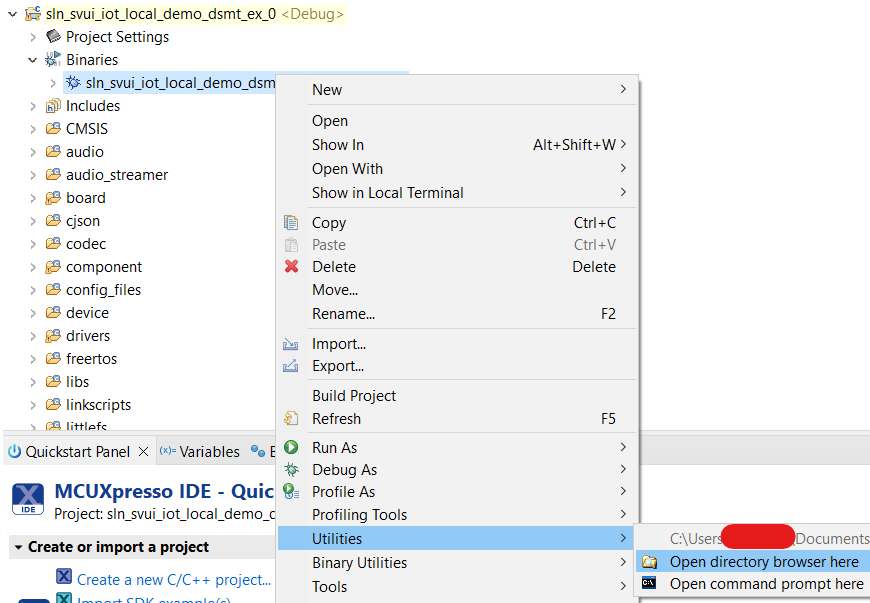 sln_svui_iot_local_demo_dsmt_ex_0 <Debug>
Project Settings
Binaries
sln_svui_iot_local_demo_dsm
Includes
CMSIS
audio
audio_streamer
board
cjson
codec
component
config_files
device
drivers
freertos
libs
linkscripts
littlefs
New
Open
Show In Alt+Shift+W
Open With
Show in Local Terminal
Copy Ctrl+C
Paste Ctrl+V
Delete Delete
Move...
Rename... F2
Import...
Export...
Build Project
Refresh F5
Run As
Debug As
Profile As
Profiling Tools
Utilities
Binary Utilities
Tools
C:\Users \Documents
Open directory browser here
Open command prompt here
Quickstart Panel (x)= Variables
IDE
MCUXpresso IDE - Quic
Project: sln_svui_iot_local_demo_c
Create or import a project
Create a new C/C++ project...
Import SDK example(s)